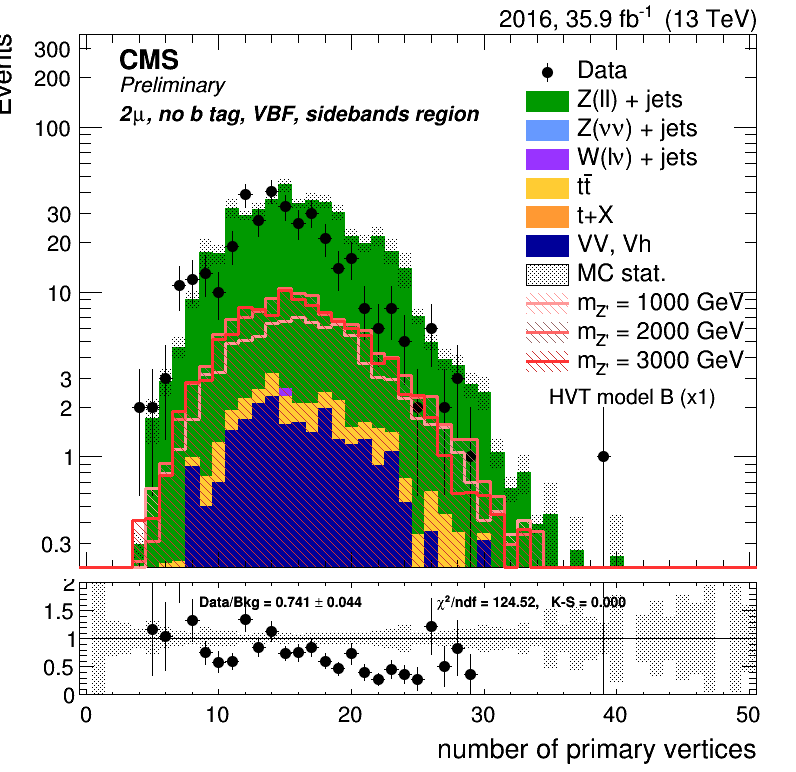 2016, 35.9 fb⁻¹ (13 TeV)
Events
CMS
Preliminary
2μ, no b tag, VBF, sidebands region
Data
Z(ll) + jets
Z(νν) + jets
W(lν) + jets
tt̄
t+X
VV, Vh
MC stat.
m_Z' = 1000 GeV
m_Z' = 2000 GeV
m_Z' = 3000 GeV
HVT model B (x1)
300
200
100
30
20
10
3
2
1
0.3
Data/Bkg = 0.741 ± 0.044
χ²/ndf = 124.52, K-S = 0.000
2
1.5
1
0.5
0
0 10 20 30 40 50
number of primary vertices